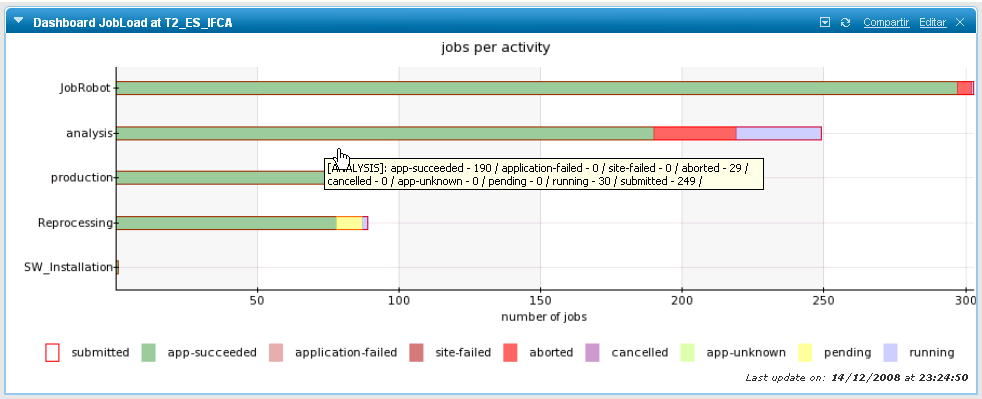 Dashboard JobLoad at T2_ES_IFCA
Compartir Editar
jobs per activity
JobRobot
analysis
[ANALYSIS]: app-succeeded - 190 / application-failed - 0 / site-failed - 0 / aborted - 29 /
cancelled - 0 / app-unknown - 0 / pending - 0 / running - 30 / submitted - 249 /
production
Reprocessing
SW_Installation
50 100 150 200 250 300
number of jobs
submitted app-succeeded application-failed site-failed aborted cancelled app-unknown pending running
Last update on: 14/12/2008 at 23:24:50